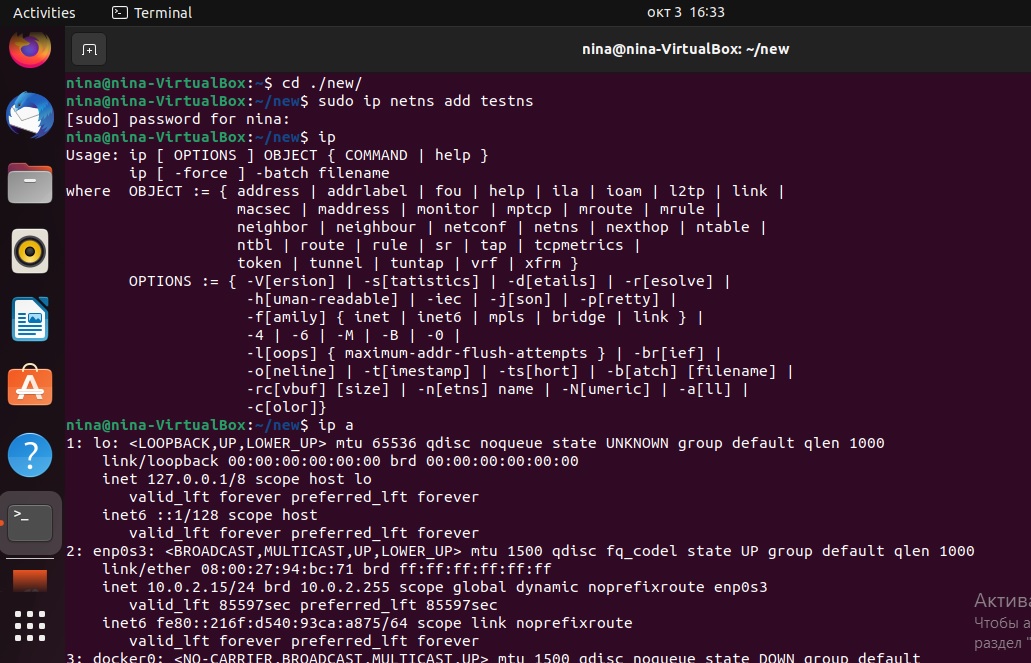 Activities Terminal окт 3 16:33
nina@nina-VirtualBox: ~/new
nina@nina-VirtualBox:~$ cd ./new/
nina@nina-VirtualBox:~/new$ sudo ip netns add testns
[sudo] password for nina:
nina@nina-VirtualBox:~/new$ ip
Usage: ip [ OPTIONS ] OBJECT { COMMAND | help }
       ip [ -force ] -batch filename
where  OBJECT := { address | addrlabel | fou | help | ila | ioam | l2tp | link |
                   macsec | maddress | monitor | mptcp | mroute | mrule |
                   neighbor | neighbour | netconf | netns | nexthop | ntable |
                   ntbl | route | rule | sr | tap | tcpmetrics |
                   token | tunnel | tuntap | vrf | xfrm }
       OPTIONS := { -V[ersion] | -s[tatistics] | -d[etails] | -r[esolve] |
                    -h[uman-readable] | -iec | -j[son] | -p[retty] |
                    -f[amily] { inet | inet6 | mpls | bridge | link } |
                    -4 | -6 | -M | -B | -0 |
                    -l[oops] { maximum-addr-flush-attempts } | -br[ief] |
                    -o[neline] | -t[imestamp] | -ts[hort] | -b[atch] [filename] |
                    -rc[vbuf] [size] | -n[etns] name | -N[umeric] | -a[ll] |
                    -c[olor]}
nina@nina-VirtualBox:~/new$ ip a
1: lo: <LOOPBACK,UP,LOWER_UP> mtu 65536 qdisc noqueue state UNKNOWN group default qlen 1000
    link/loopback 00:00:00:00:00:00 brd 00:00:00:00:00:00
    inet 127.0.0.1/8 scope host lo
       valid_lft forever preferred_lft forever
    inet6 ::1/128 scope host
       valid_lft forever preferred_lft forever
2: enp0s3: <BROADCAST,MULTICAST,UP,LOWER_UP> mtu 1500 qdisc fq_codel state UP group default qlen 1000
    link/ether 08:00:27:94:bc:71 brd ff:ff:ff:ff:ff:ff
    inet 10.0.2.15/24 brd 10.0.2.255 scope global dynamic noprefixroute enp0s3
       valid_lft 85597sec preferred_lft 85597sec
    inet6 fe80::216f:d540:93ca:a875/64 scope link noprefixroute
       valid_lft forever preferred_lft forever
3: docker0: <NO-CARRIER,BROADCAST,MULTICAST,UP> mtu 1500 qdisc noqueue state DOWN group default
Актива
Чтобы а
раздел "